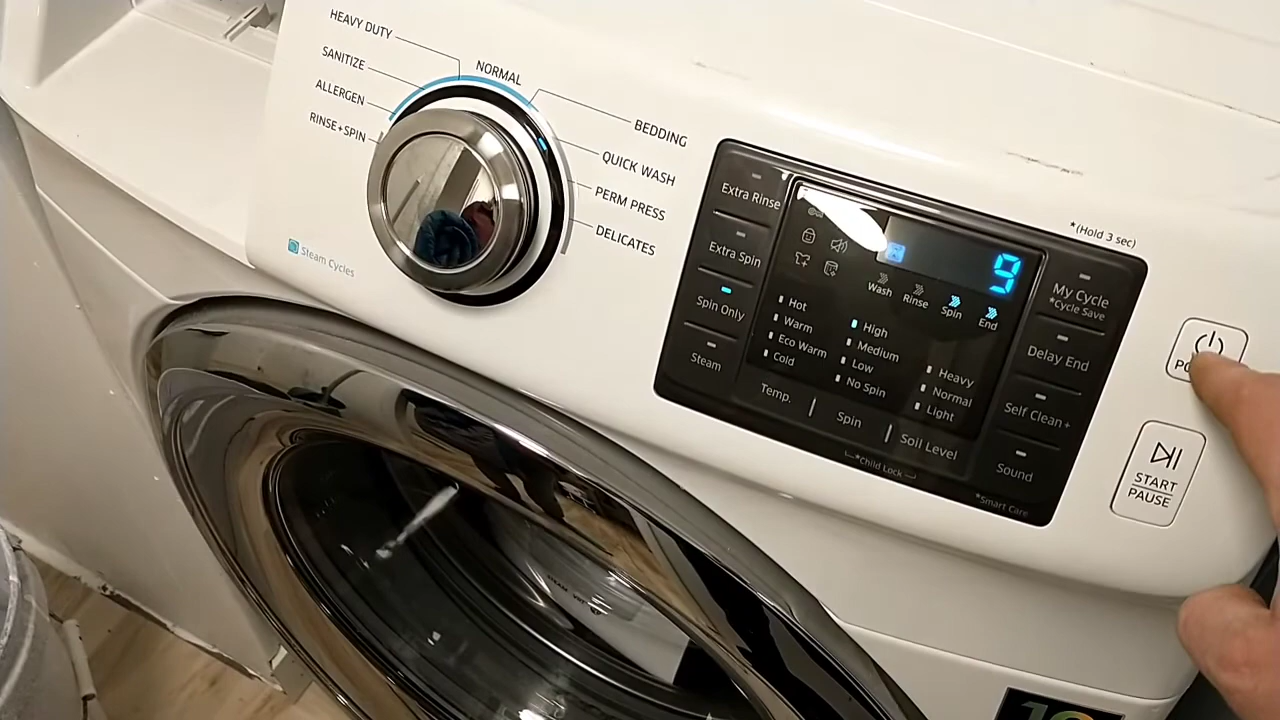 HEAVY DUTY
SANITIZE
ALLERGEN
RINSE+SPIN
NORMAL
BEDDING
QUICK WASH
PERM PRESS
DELICATES
Steam Cycles
Extra Rinse
Extra Spin
Spin Only
Steam
9
Wash
Rinse
Spin
End
Hot
Warm
Eco Warm
Cold
High
Medium
Low
No Spin
Heavy
Normal
Light
Temp.
Spin
Soil Level
*Child Lock
*(Hold 3 sec)
My Cycle
*Cycle Save
Delay End
Self Clean+
Sound
*Smart Care
START
PAUSE